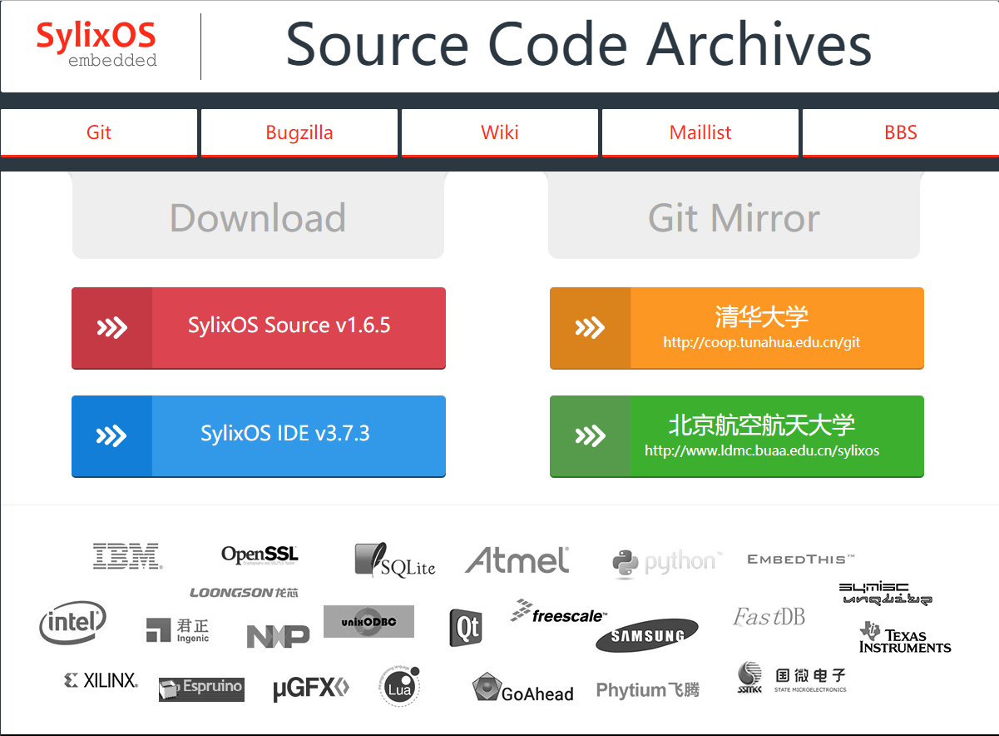 SylixOS
embedded
Source Code Archives
Git
Bugzilla
Wiki
Maillist
BBS
Download
Git Mirror
SylixOS Source v1.6.5
清华大学
http://coop.tunahua.edu.cn/git
SylixOS IDE v3.7.3
北京航空航天大学
http://www.ldmc.buaa.edu.cn/sylixos
IBM®
OpenSSL
SQLite
Atmel®
python™
EMBEDTHIS™
LOONGSON龙芯
symisc
unqlite
intel®
君正
Ingenic
NXP
unixODBC
Qt
freescale™
SAMSUNG
FastDB
TEXAS
INSTRUMENTS
XILINX®
Espruino
µGFX
Lua
GoAhead
Phytium飞腾
SSMEC
国微电子
STATE MICROELECTRONICS